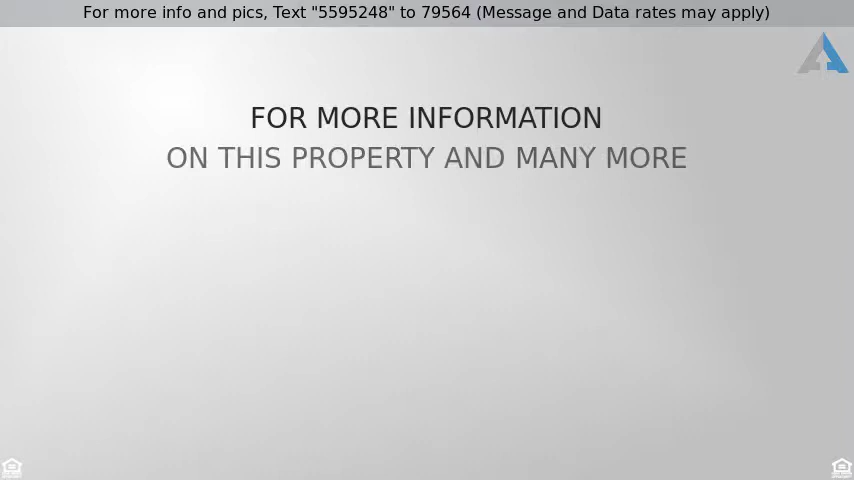 For more info and pics, Text "5595248" to 79564 (Message and Data rates may apply)
FOR MORE INFORMATION
ON THIS PROPERTY AND MANY MORE